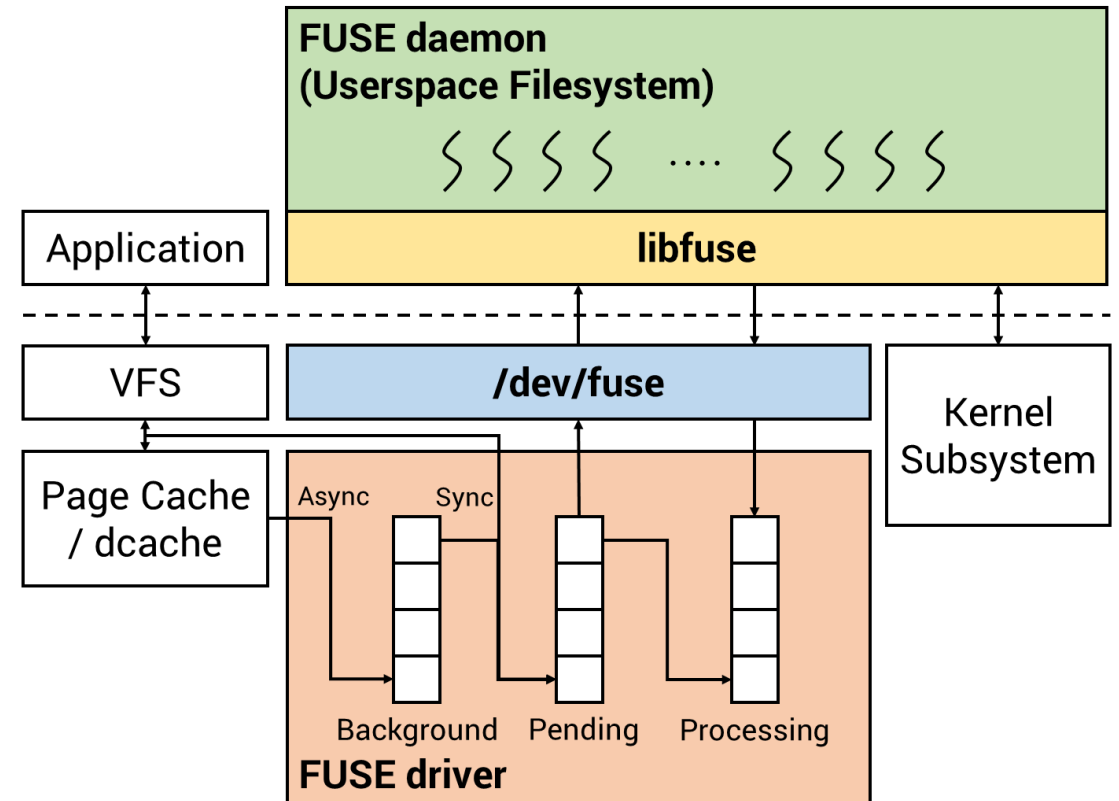 FUSE daemon
(Userspace Filesystem)
....
Application
libfuse
VFS
/dev/fuse
Kernel
Subsystem
Page Cache
/ dcache
Async
Sync
Background
Pending
Processing
FUSE driver